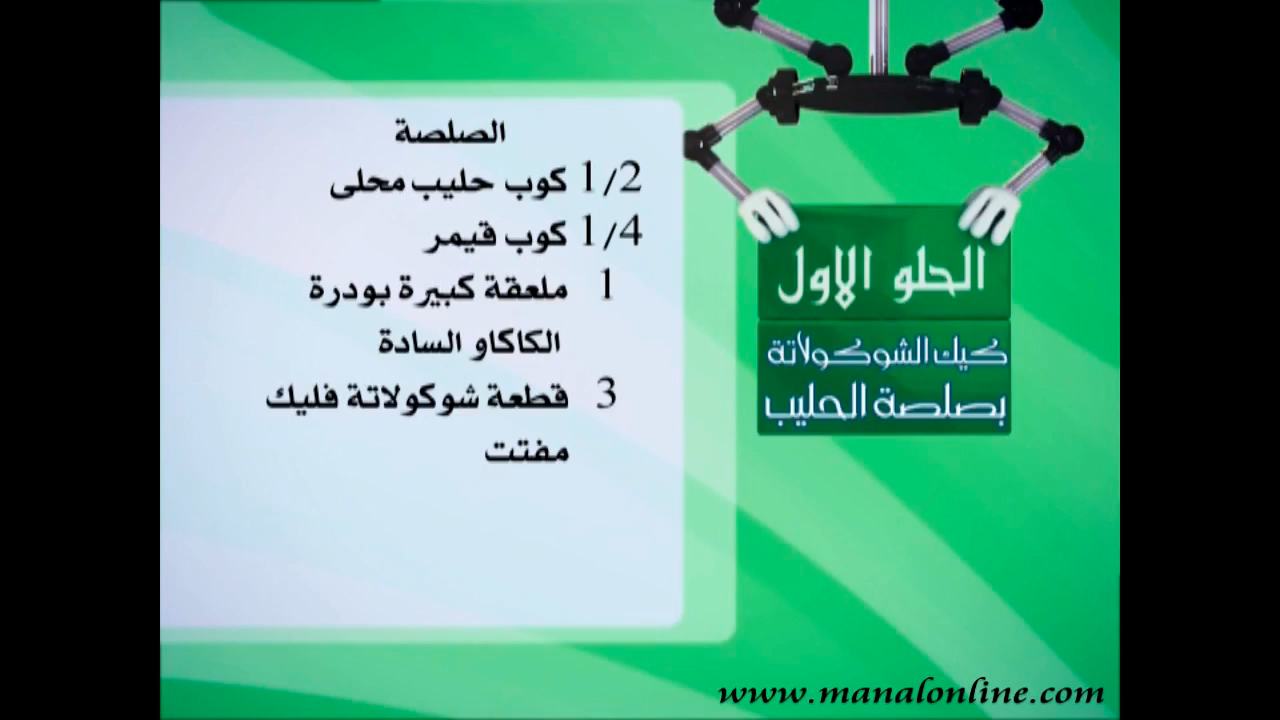 الصلصة
1/2 كوب حليب محلى
1/4 كوب قيمر
1 ملعقة كبيرة بودرة
الكاكاو السادة
3 قطعة شوكولاتة فليك
مفتت
الحلو الاول
كيك الشوكولاتة
بصلصة الحليب
www.manalonline.com